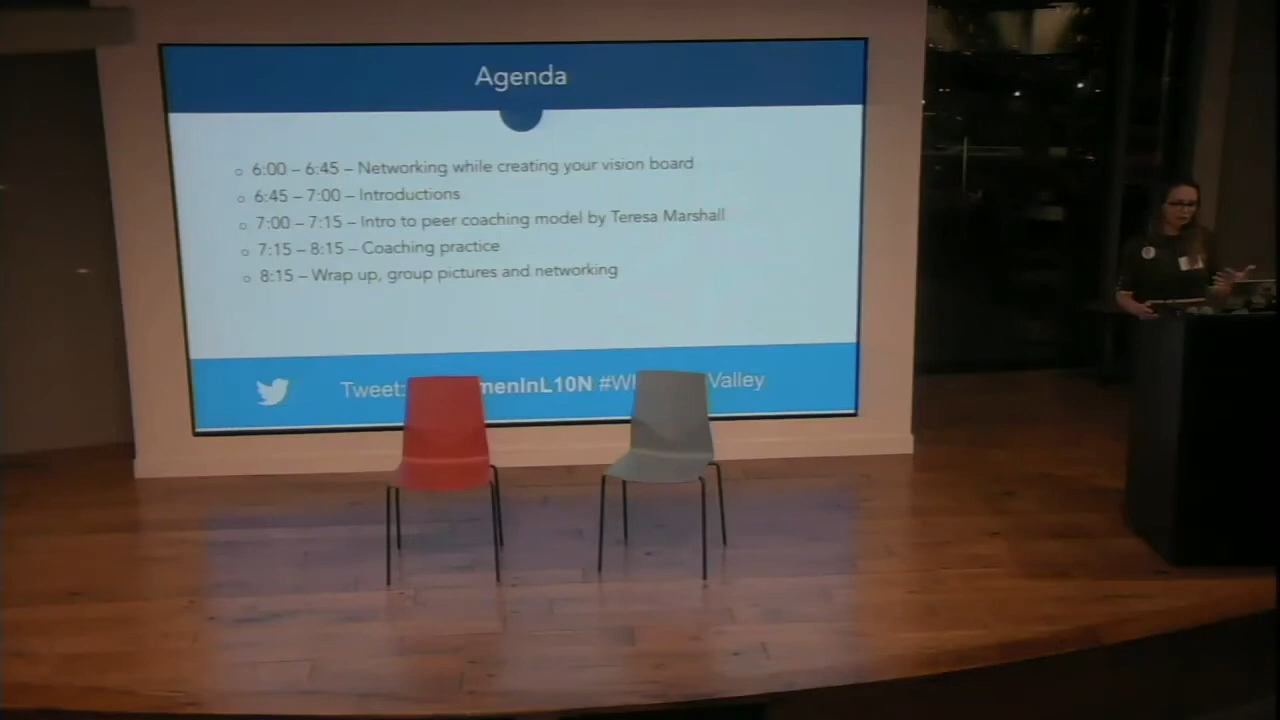 Agenda
6:00 – 6:45 – Networking while creating your vision board
6:45 – 7:00 – Introductions
7:00 – 7:15 – Intro to peer coaching model by Teresa Marshall
7:15 – 8:15 – Coaching practice
8:15 – Wrap up, group pictures and networking
Tweet: menInL10N #W Valley